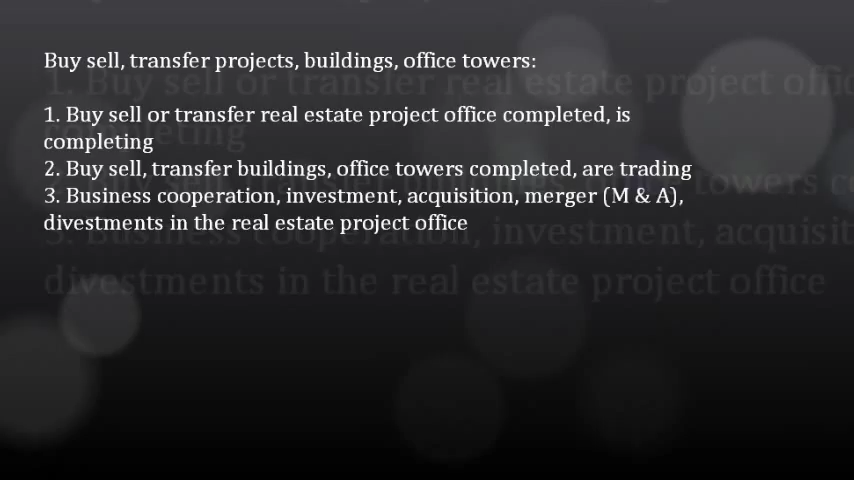 Buy sell, transfer projects, buildings, office towers:
1. Buy sell or transfer real estate project office completed, is
completing
2. Buy sell, transfer buildings, office towers completed, are trading
3. Business cooperation, investment, acquisition, merger (M & A),
divestments in the real estate project office